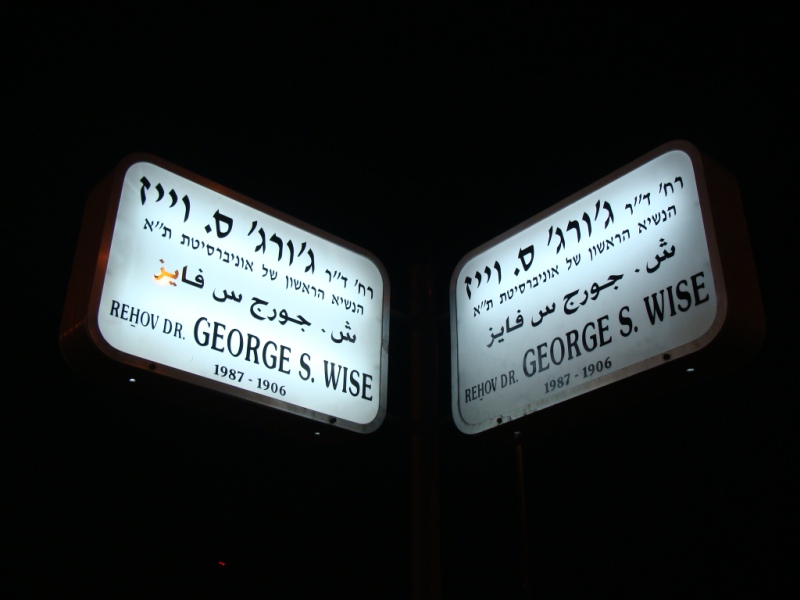 רח' ד"ר ג'ורג' ס. וייז
הנשיא הראשון של אוניברסיטת ת"א
ش. جورج س فايز
REHOV DR. GEORGE S. WISE
1987 - 1906
רח' ד"ר ג'ורג' ס. וייז
הנשיא הראשון של אוניברסיטת ת"א
ش. جورج س فايز
REHOV DR. GEORGE S. WISE
1987 - 1906